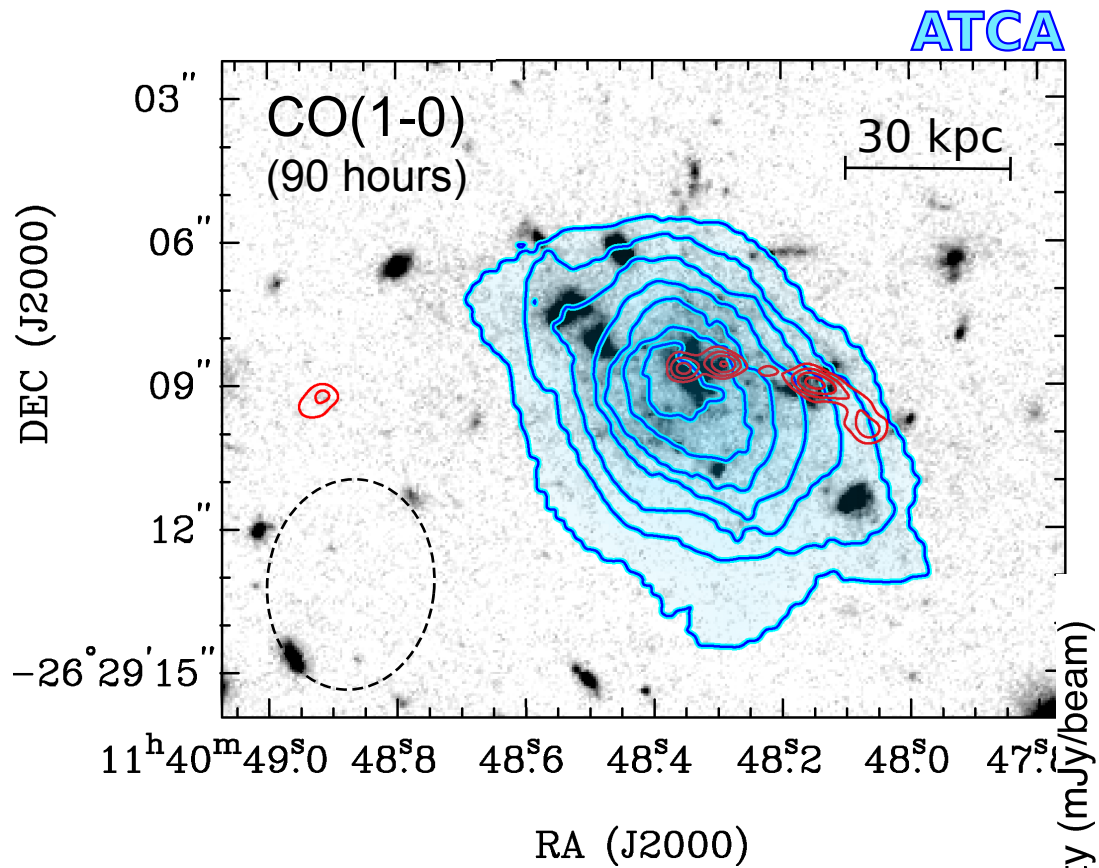 ATCA
03"
CO(1-0)
(90 hours)
30 kpc
06"
09"
12"
-26°29'15"
DEC (J2000)
11h40m49s.0 48s.8 48s.6 48s.4 48s.2 48s.0
RA (J2000)
(mJy/beam)